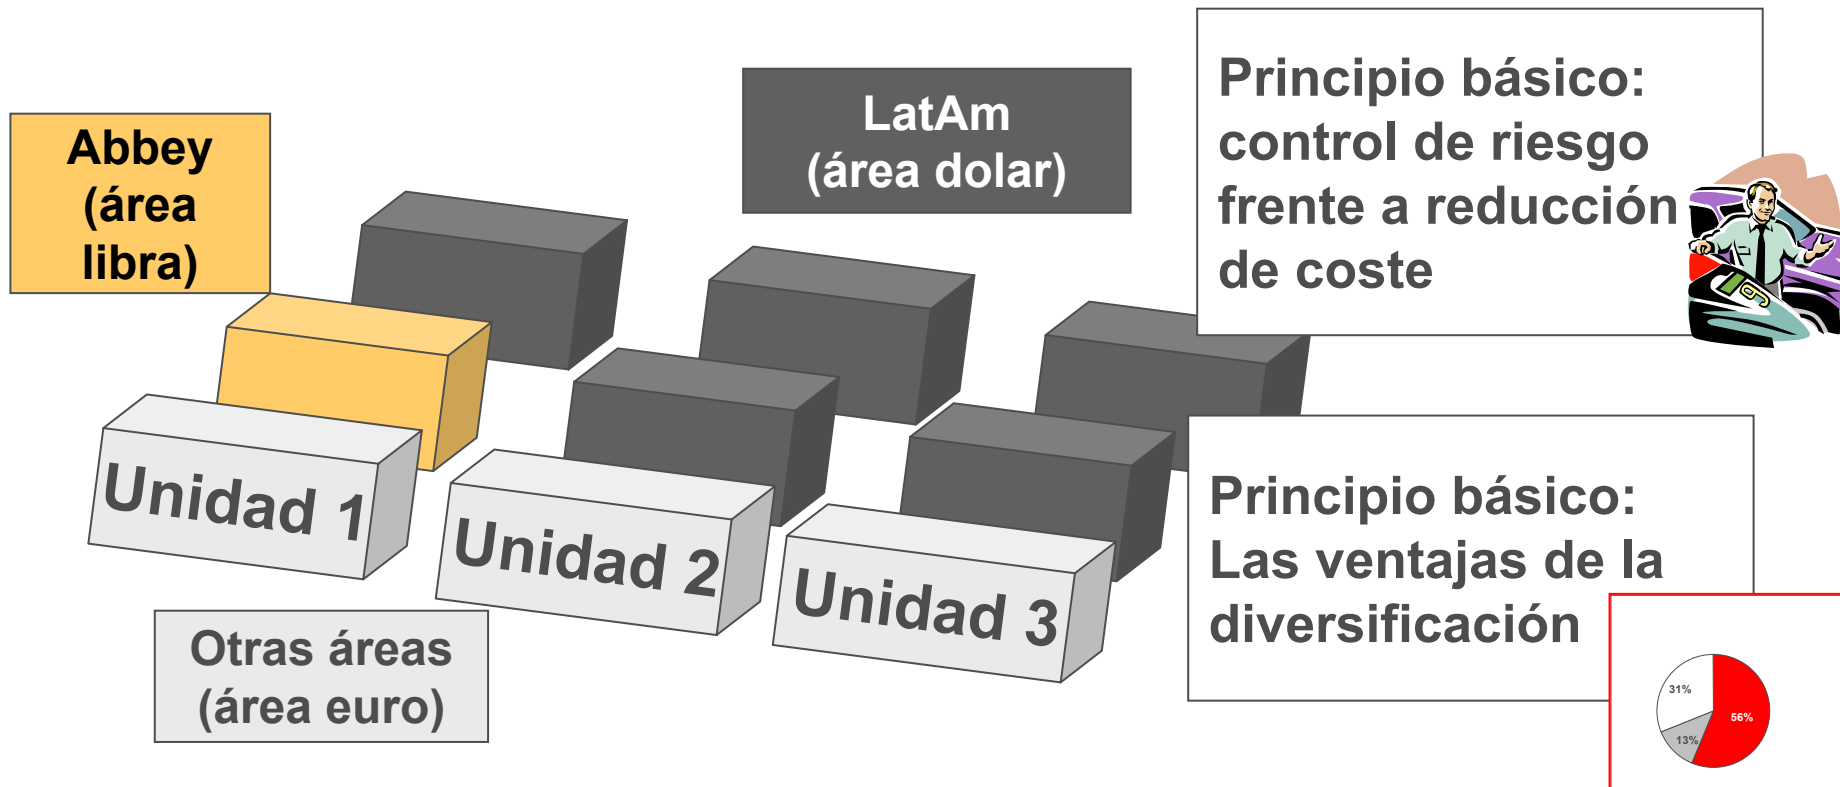 Abbey
(área
libra)
LatAm
(área dolar)
Principio básico:
control de riesgo
frente a reducción
de coste
Unidad 1
Unidad 2
Unidad 3
Otras áreas
(área euro)
Principio básico:
Las ventajas de la
diversificación
31%
56%
13%